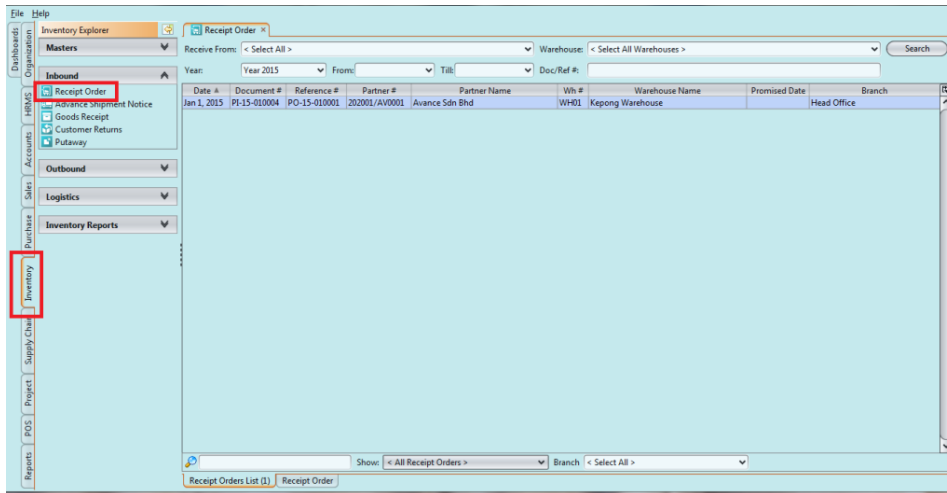 File Help
Dashboards
Organization
HRMS
Accounts
Sales
Purchase
Inventory
Supply Chain
Project
POS
Reports
Inventory Explorer
Masters
Inbound
Receipt Order
Advance Shipment Notice
Goods Receipt
Customer Returns
Putaway
Outbound
Logistics
Inventory Reports
Receipt Order ×
Receive From: < Select All > Warehouse: < Select All Warehouses > Search
Year: Year 2015 From: Till: Doc/Ref #:
Date Document # Reference # Partner # Partner Name Wh # Warehouse Name Promised Date Branch
Jan 1, 2015 PI-15-010004 PO-15-010001 202001/AV0001 Avance Sdn Bhd WH01 Kepong Warehouse Head Office
Show: < All Receipt Orders > Branch < Select All >
Receipt Orders List (1) Receipt Order